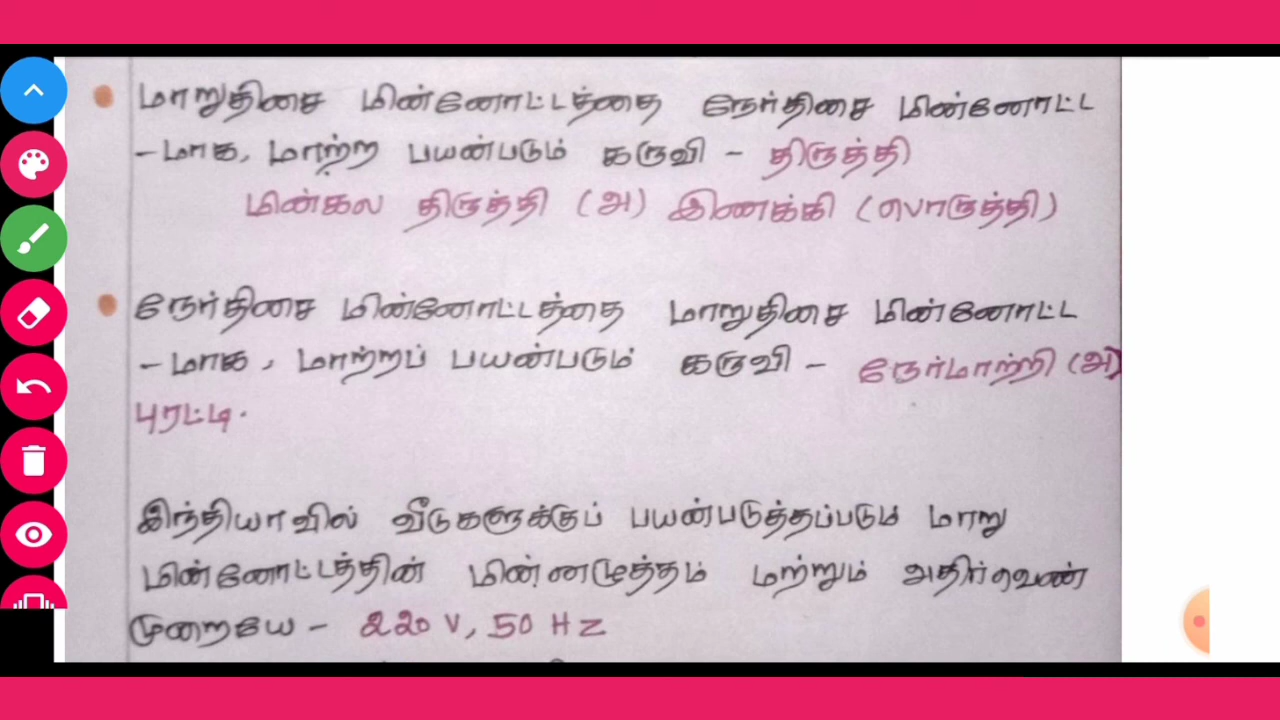 மாறுதிசை மின்னோட்டத்தை நேர்திசை மின்னோட்ட
-மாக, மாற்ற பயன்படும் கருவி - திருத்தி
மின்கல திருத்தி (அ) இணக்கி (பொருத்தி)
நேர்திசை மின்னோட்டத்தை மாறுதிசை மின்னோட்ட
-மாக, மாற்றப் பயன்படும் கருவி - நேர்மாற்றி (அ)
புரட்டி.
இந்தியாவில் வீடுகளுக்குப் பயன்படுத்தப்படும் மாறு
மின்னோட்டத்தின் மின்னழுத்தம் மற்றும் அதிர்வெண்
முறையே - 220 V, 50 Hz